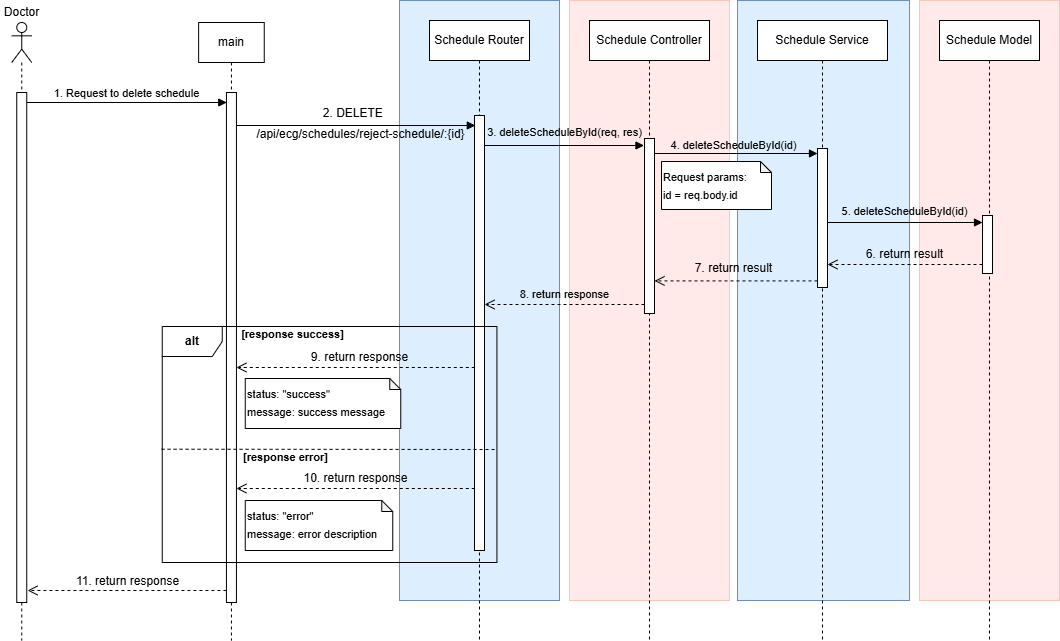 Doctor
main
Schedule Router
Schedule Controller
Schedule Service
Schedule Model
1. Request to delete schedule
2. DELETE
/api/ecg/schedules/reject-schedule/:{id}
3. deleteScheduleById(req, res)
4. deleteScheduleById(id)
Request params:
id = req.body.id
5. deleteScheduleById(id)
6. return result
7. return result
8. return response
alt
[response success]
9. return response
status: "success"
message: success message
[response error]
10. return response
status: "error"
message: error description
11. return response